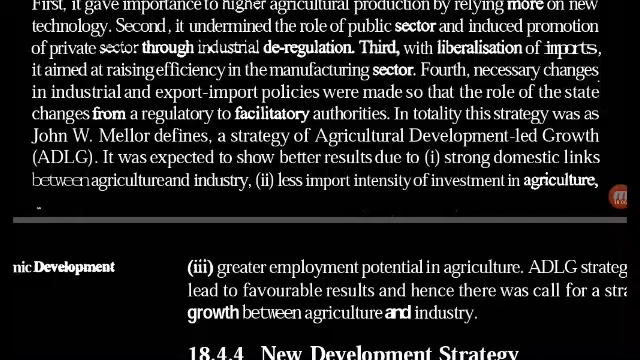 First, it gave importance to higher agricultural production by relying more on new
technology. Second, it undermined the role of public sector and induced promotion
of private sector through industrial de-regulation. Third, with liberalisation of imports,
it aimed at raising efficiency in the manufacturing sector. Fourth, necessary changes
in industrial and export-import policies were made so that the role of the state
changes from a regulatory to facilitatory authorities. In totality this strategy was as
John W. Mellor defines, a strategy of Agricultural Development-led Growth
(ADLG). It was expected to show better results due to (i) strong domestic links
between agriculture and industry, (ii) less import intensity of investment in agriculture,
nic Development
(iii) greater employment potential in agriculture. ADLG strateg
lead to favourable results and hence there was call for a stra
growth between agriculture and industry.
18.4.4 New Development Strategy